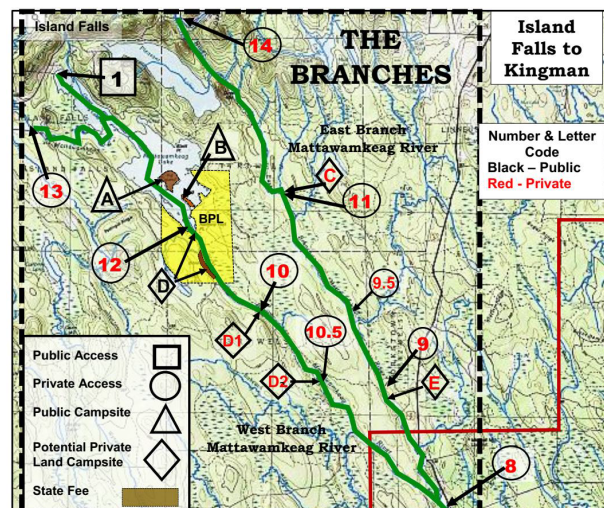 Island Falls
THE
BRANCHES
Island
Falls to
Kingman
Number & Letter
Code
Black – Public
Red - Private
14
1
East Branch
Mattawamkeag River
B
C
13
A
11
BPL
12
D
10
9.5
D1
10.5
9
D2
E
West Branch
Mattawamkeag River
8
Public Access
Private Access
Public Campsite
Potential Private
Land Campsite
State Fee